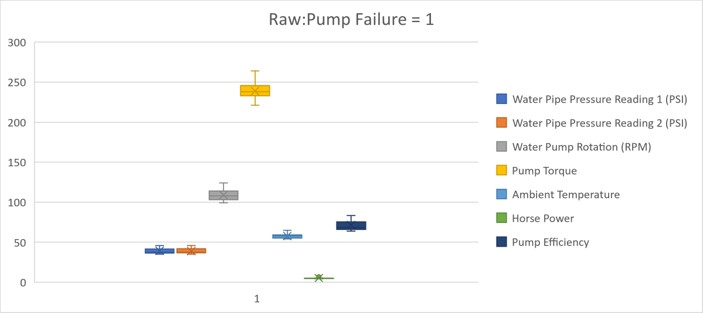 Raw:Pump Failure = 1
300
250
200
150
100
50
0
1
Water Pipe Pressure Reading 1 (PSI)
Water Pipe Pressure Reading 2 (PSI)
Water Pump Rotation (RPM)
Pump Torque
Ambient Temperature
Horse Power
Pump Efficiency